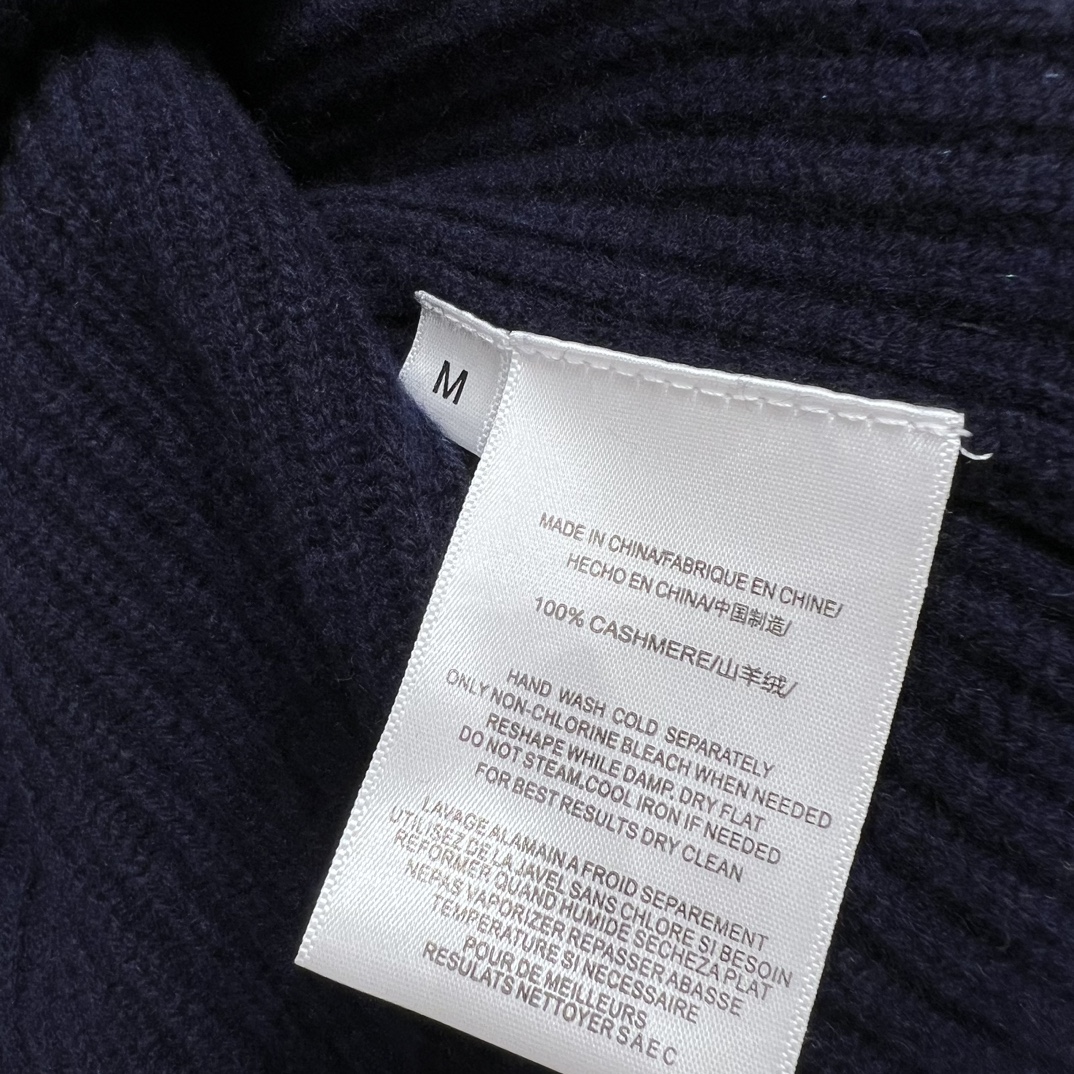 M
MADE IN CHINA/FABRIQUE EN CHINE/
HECHO EN CHINA/中国制造/
100% CASHMERE/山羊绒/
HAND WASH COLD SEPARATELY
ONLY NON-CHLORINE BLEACH WHEN NEEDED
RESHAPE WHILE DAMP. DRY FLAT
DO NOT STEAM.COOL IRON IF NEEDED
FOR BEST RESULTS DRY CLEAN
LAVAGE ALAMAIN A FROID SEPAREMENT
UTILISEZ DE LA JAVEL SANS CHLORE SI BESOIN
REFORMER QUAND HUMIDE SECHEZA PLAT
NEPAS VAPORIZER REPASSER ABASSE
TEMPERATURE SI NECESSAIRE
POUR DE MEILLEURS
RESULATS NETTOYER SAEC